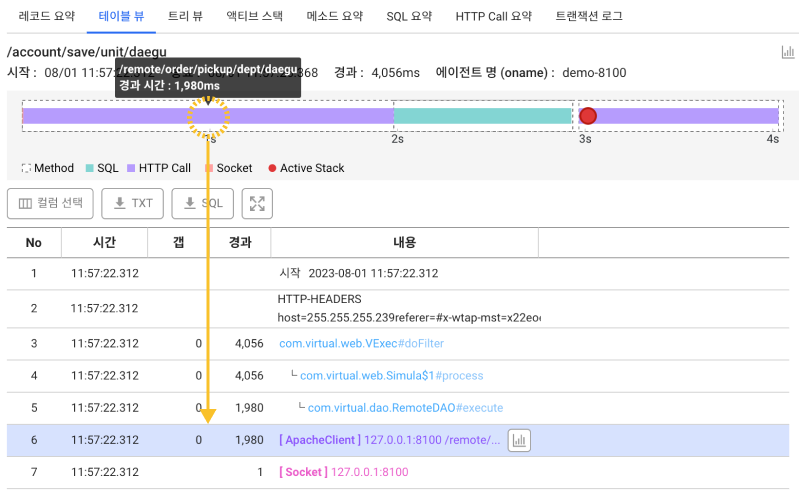 레코드 요약 테이블 뷰 트리 뷰 액티브 스택 메소드 요약 SQL 요약 HTTP Call 요약 트랜잭션 로그
/account/save/unit/daegu
시작 : 08/01 11:57:22.312 08/01 11:57:26.368 경과 : 4,056ms 에이전트 명 (oname) : demo-8100
/remote/order/pickup/dept/daegu
경과 시간 : 1,980ms
1s 2s 3s 4s
Method SQL HTTP Call Socket Active Stack
컬럼 선택 TXT SQL
No 시간 갭 경과 내용
1 11:57:22.312 시작 2023-08-01 11:57:22.312
2 11:57:22.312 HTTP-HEADERS
host=255.255.255.239referer=#x-wtap-mst=x22eo
3 11:57:22.312 0 4,056 com.virtual.web.VExec#doFilter
4 11:57:22.312 0 4,056 └ com.virtual.web.Simula$1#process
5 11:57:22.312 0 1,980 └ com.virtual.dao.RemoteDAO#execute
6 11:57:22.312 0 1,980 [ ApacheClient ] 127.0.0.1:8100 /remote/...
7 11:57:22.312 1 [ Socket ] 127.0.0.1:8100